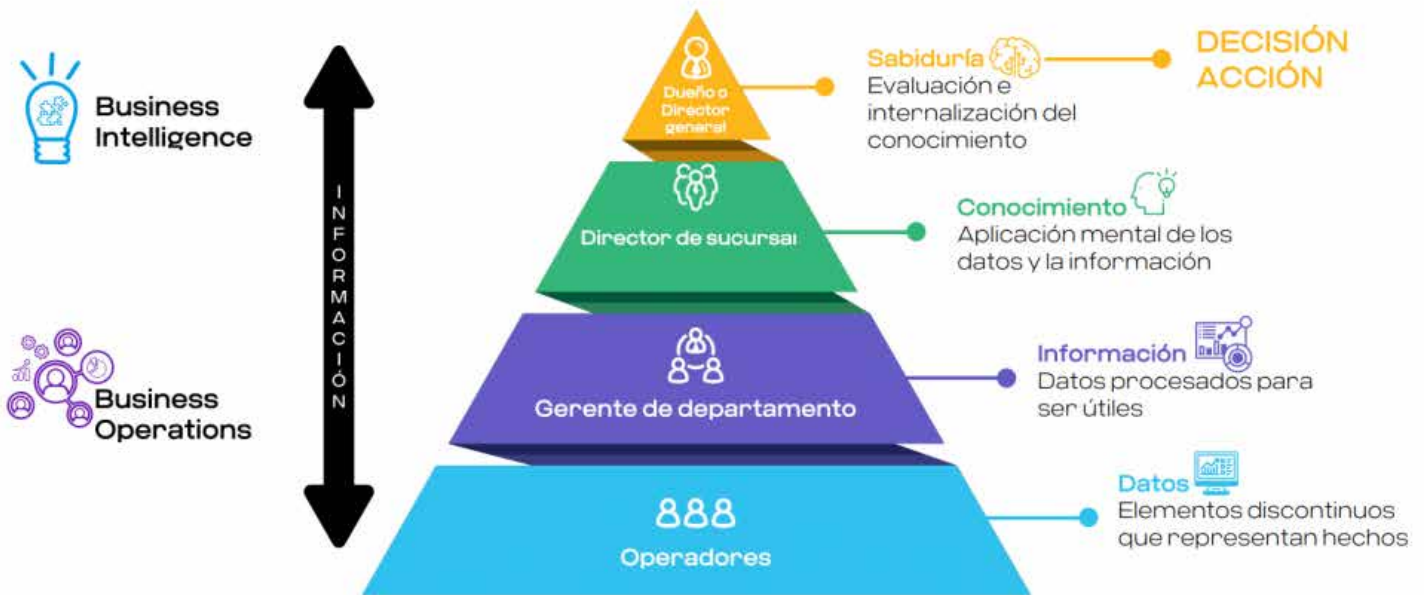 Business
Intelligence
Business
Operations
INFORMACIÓN
Dueño o
Director
general
Director de sucursal
Gerente de departamento
Operadores
Sabiduría
Evaluación e
internalización del
conocimiento
DECISIÓN
ACCIÓN
Conocimiento
Aplicación mental de los
datos y la información
Información
Datos procesados para
ser útiles
Datos
Elementos discontinuos
que representan hechos